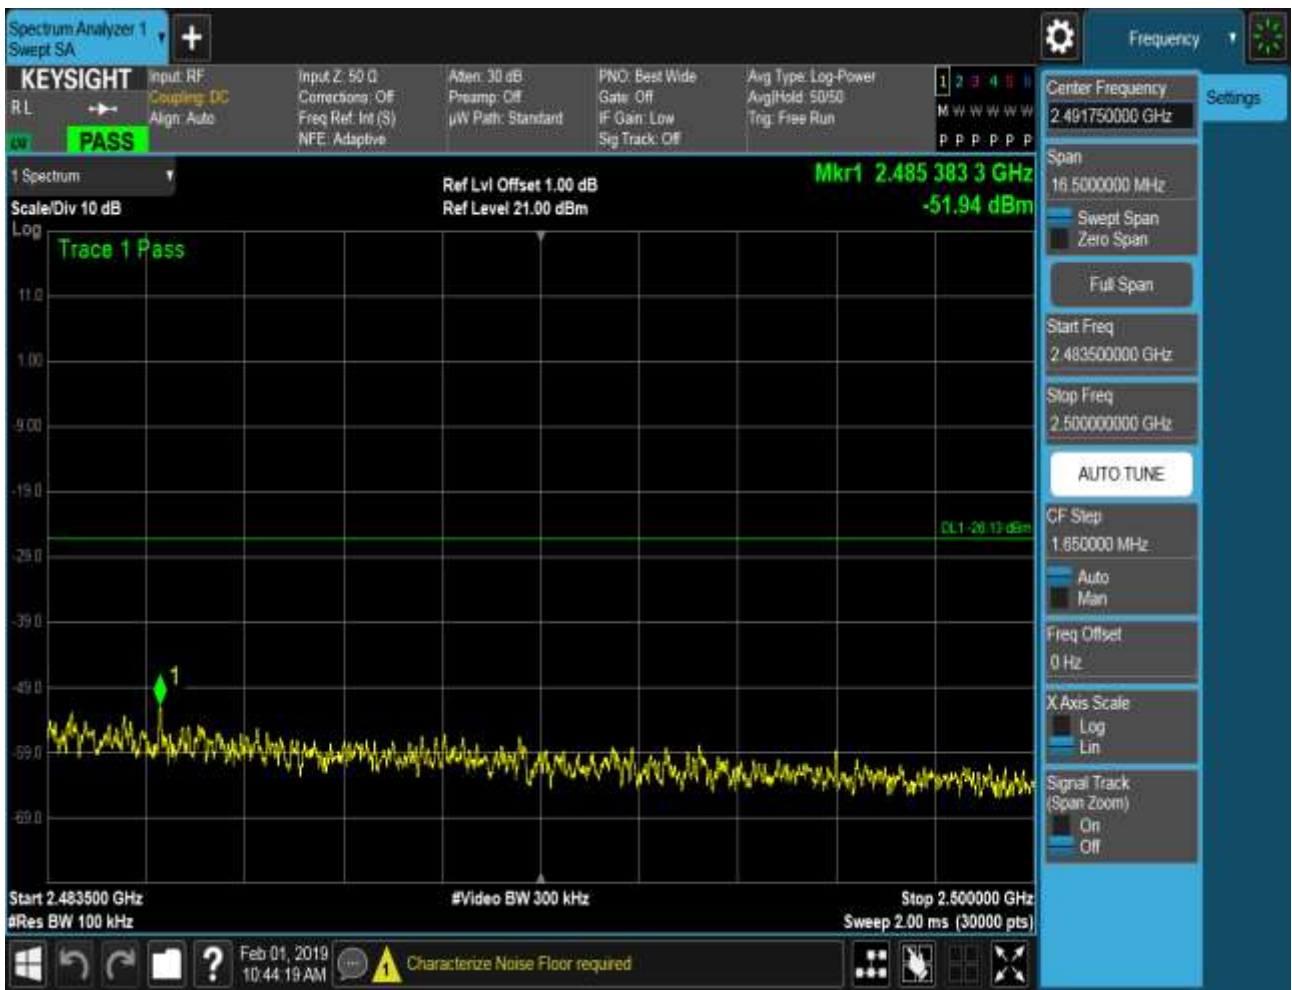 Spectrum Analyzer 1
Swept SA
+
Frequency
KEYSIGHT
R L
PASS
Input: RF
Coupling: DC
Align: Auto
Input Z: 50 Ω
Corrections: Off
Freq Ref: Int (S)
NFE: Adaptive
Atten: 30 dB
Preamp: Off
µW Path: Standard
PNO: Best Wide
Gate: Off
IF Gain: Low
Sig Track: Off
Avg Type: Log-Power
Avg|Hold: 50/50
Trig: Free Run
1 2 3 4 5 6
M W W W W W
P P P P P P
1 Spectrum
Scale/Div 10 dB
Log
Ref Lvl Offset 1.00 dB
Ref Level 21.00 dBm
Mkr1 2.485 383 3 GHz
-51.94 dBm
Trace 1 Pass
11.0
1.00
-9.00
-19.0
DL1 -26.13 dBm
-29.0
-39.0
-49.0
1
-59.0
-69.0
Start 2.483500 GHz
#Res BW 100 kHz
#Video BW 300 kHz
Stop 2.500000 GHz
Sweep 2.00 ms (30000 pts)
Center Frequency
2.491750000 GHz
Settings
Span
16.5000000 MHz
Swept Span
Zero Span
Full Span
Start Freq
2.483500000 GHz
Stop Freq
2.500000000 GHz
AUTO TUNE
CF Step
1.650000 MHz
Auto
Man
Freq Offset
0 Hz
X Axis Scale
Log
Lin
Signal Track
(Span Zoom)
On
Off
?
Feb 01, 2019
10:44:19 AM
1
Characterize Noise Floor required